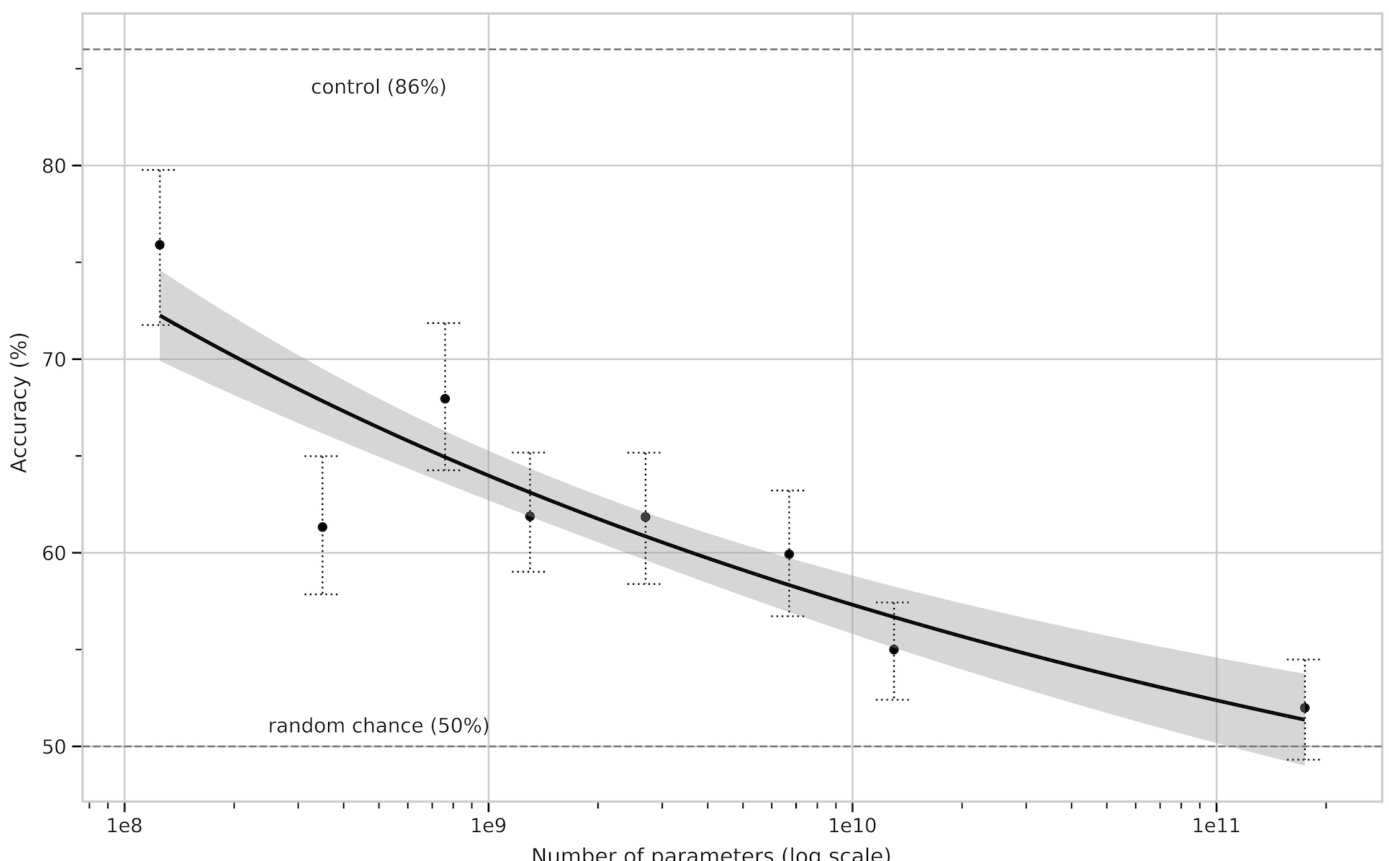 control (86%)
80
70
60
random chance (50%)
50
Accuracy (%)
1e8
1e9
1e10
1e11
Number of parameters (log scale)